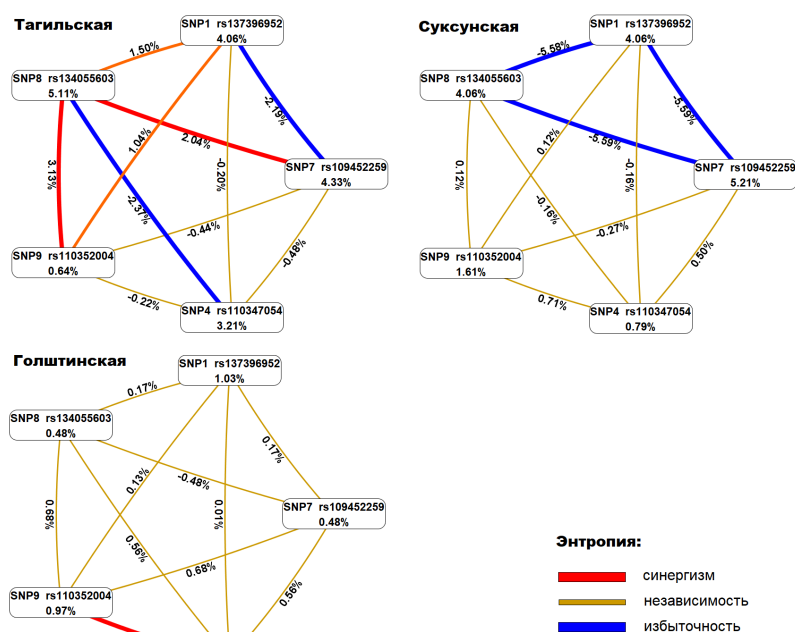 Тагильская
SNP1 rs137396952
4.06%
SNP8 rs134055603
5.11%
SNP7 rs109452259
4.33%
SNP9 rs110352004
0.64%
SNP4 rs110347054
3.21%
1.50%
-2.19%
1.04%
2.04%
3.13%
-0.20%
-2.37%
-0.44%
-0.48%
-0.22%
Суксунская
SNP1 rs137396952
4.06%
SNP8 rs134055603
4.06%
SNP7 rs109452259
5.21%
SNP9 rs110352004
1.61%
SNP4 rs110347054
0.79%
-5.58%
-5.59%
0.12%
-5.59%
0.12%
-0.16%
-0.16%
-0.27%
0.50%
0.71%
Голштинская
SNP1 rs137396952
1.03%
SNP8 rs134055603
0.48%
SNP7 rs109452259
0.48%
SNP9 rs110352004
0.97%
0.17%
0.17%
0.13%
-0.48%
0.68%
0.01%
0.56%
0.68%
0.56%
Энтропия:
синергизм
независимость
избыточность